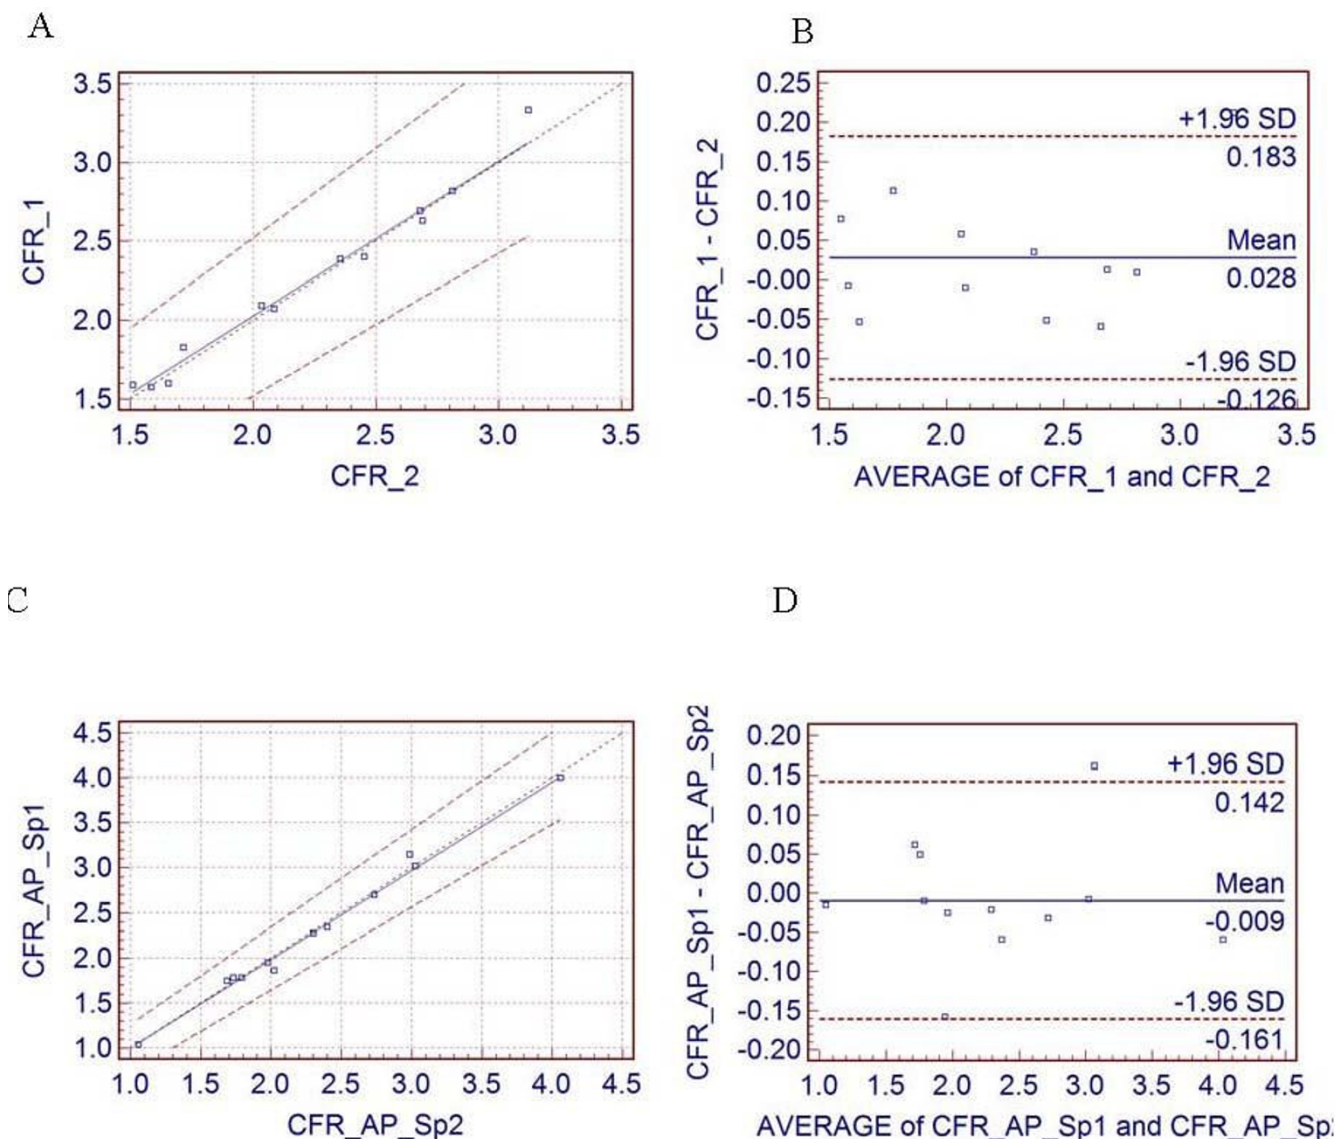 A
B
3.5
3.0
2.5
2.0
1.5
CFR_1
1.5 2.0 2.5 3.0 3.5
CFR_2
0.25
0.20
0.15
0.10
0.05
-0.00
-0.05
-0.10
-0.15
CFR_1 - CFR_2
+1.96 SD
0.183
Mean
0.028
-1.96 SD
-0.126
1.5 2.0 2.5 3.0 3.5
AVERAGE of CFR_1 and CFR_2
C
D
4.5
4.0
3.5
3.0
2.5
2.0
1.5
1.0
CFR_AP_Sp1
1.0 1.5 2.0 2.5 3.0 3.5 4.0 4.5
CFR_AP_Sp2
0.20
0.15
0.10
0.05
0.00
-0.05
-0.10
-0.15
-0.20
CFR_AP_Sp1 - CFR_AP_Sp2
+1.96 SD
0.142
Mean
-0.009
-1.96 SD
-0.161
1.0 1.5 2.0 2.5 3.0 3.5 4.0 4.5
AVERAGE of CFR_AP_Sp1 and CFR_AP_Sp2